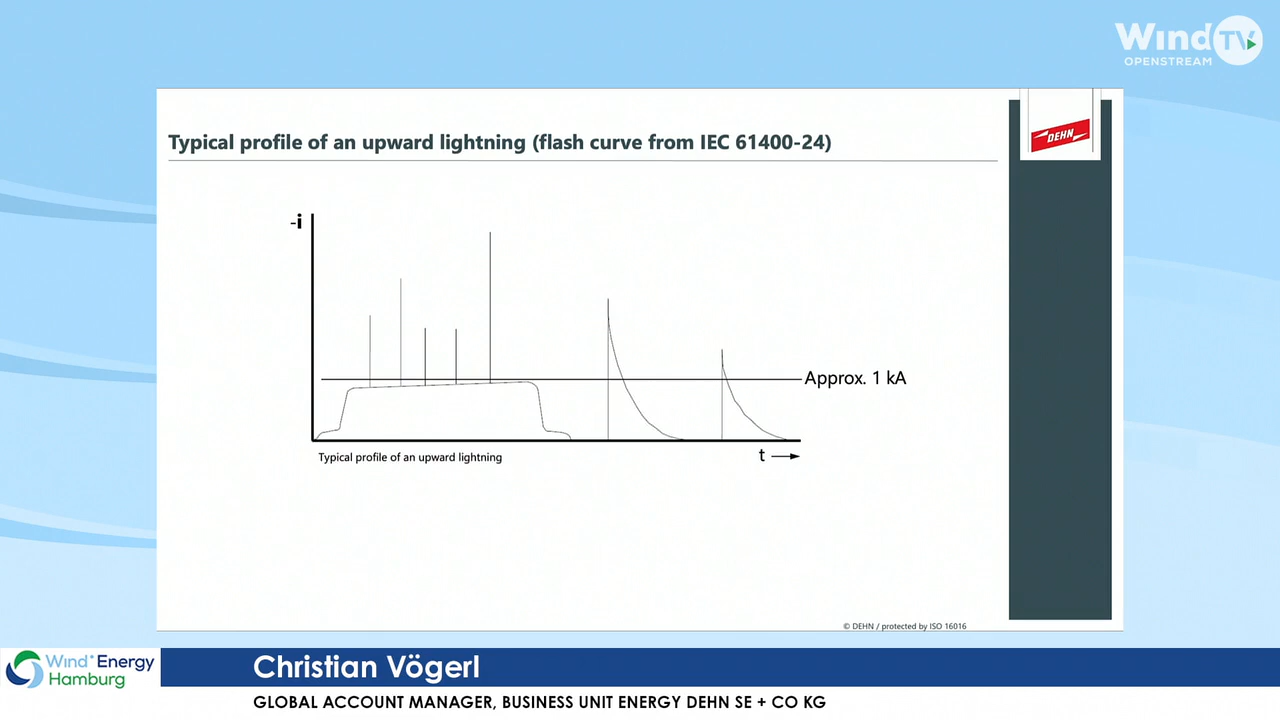 WindTV
OPENSTREAM
DEHN
Typical profile of an upward lightning (flash curve from IEC 61400-24)
-i
Approx. 1 kA
t
Typical profile of an upward lightning
© DEHN / protected by ISO 16016
Wind Energy
Hamburg
Christian Vögerl
GLOBAL ACCOUNT MANAGER, BUSINESS UNIT ENERGY DEHN SE + CO KG